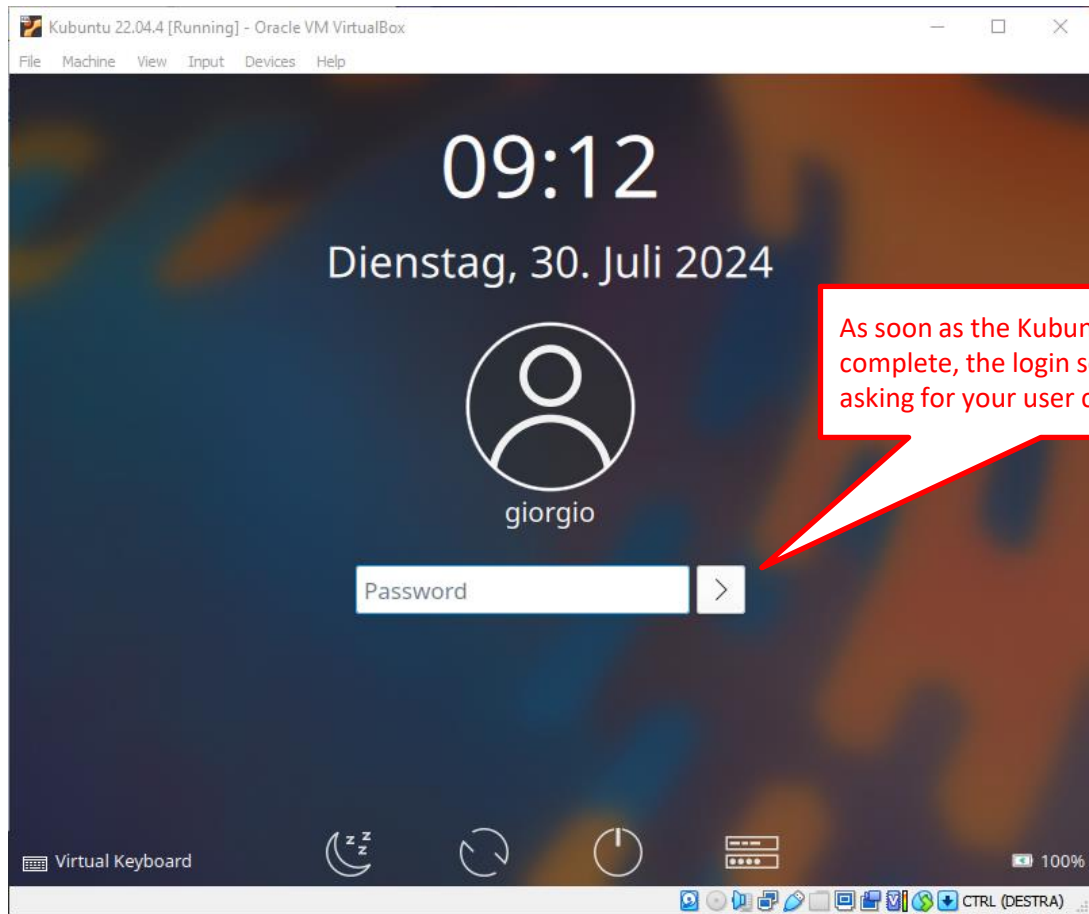 Kubuntu 22.04.4 [Running] - Oracle VM VirtualBox
File Machine View Input Devices Help
09:12
Dienstag, 30. Juli 2024
As soon as the
complete, the login
asking for your user
giorgio
Password
Virtual Keyboard
100%
CTRL (DESTRA)